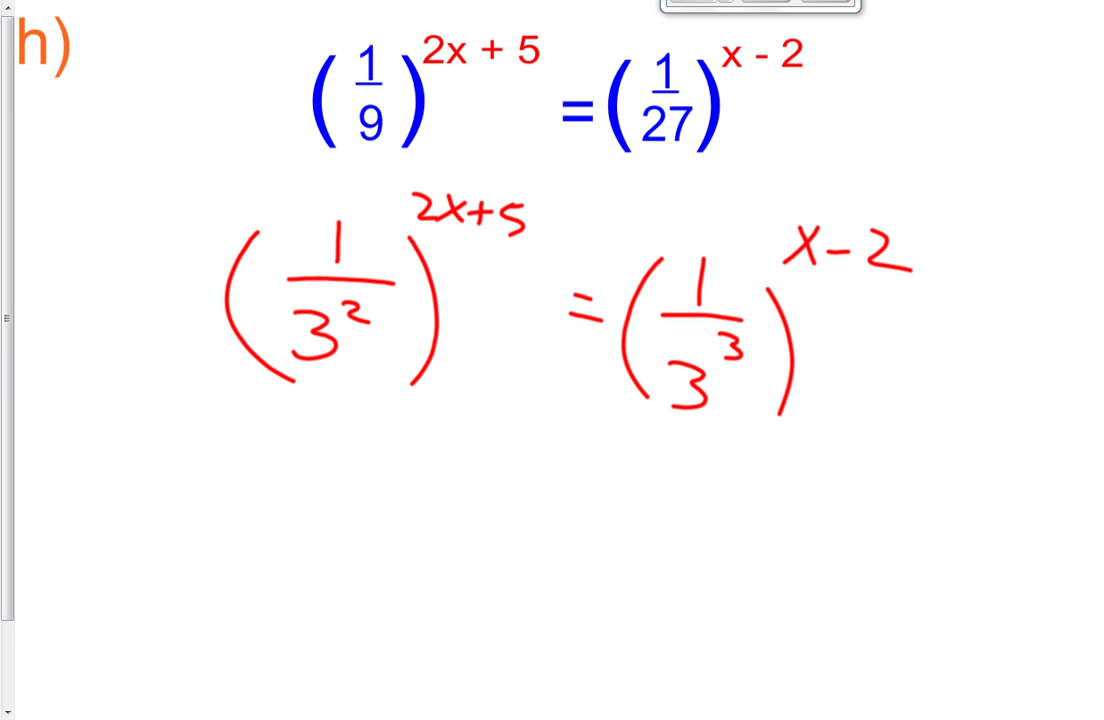 h)
(1/9)^(2x + 5) = (1/27)^(x - 2)
(1/3²)^(2x+5) = (1/3³)^(x-2)